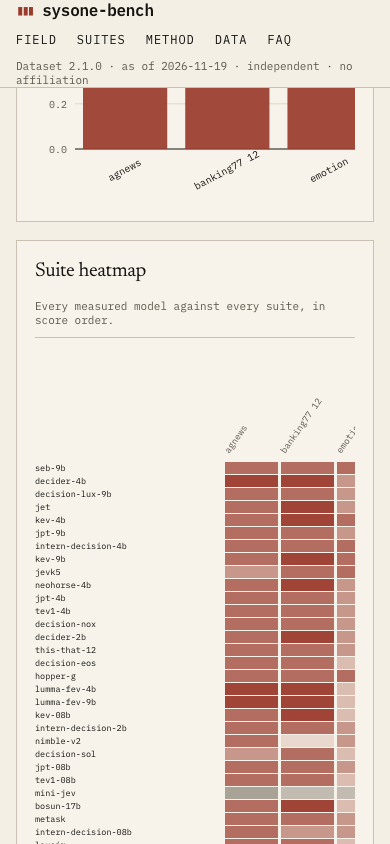 sysone-bench
FIELD SUITES METHOD DATA FAQ
Dataset 2.1.0 · as of 2026-11-19 · independent · no
affiliation
0.2
0.0
agnews
banking77 12
emotion
Suite heatmap
Every measured model against every suite, in
score order.
agnews
banking77 12
seb-9b
decider-4b
decision-lux-9b
jet
kev-4b
jpt-9b
intern-decision-4b
kev-9b
jevk5
neohorse-4b
jpt-4b
tev1-4b
decision-nox
decider-2b
this-that-12
decision-eos
hopper-g
lumma-fev-4b
lumma-fev-9b
kev-08b
intern-decision-2b
nimble-v2
decision-sol
jpt-08b
tev1-08b
mini-jev
bosun-17b
metask
intern-decision-08b